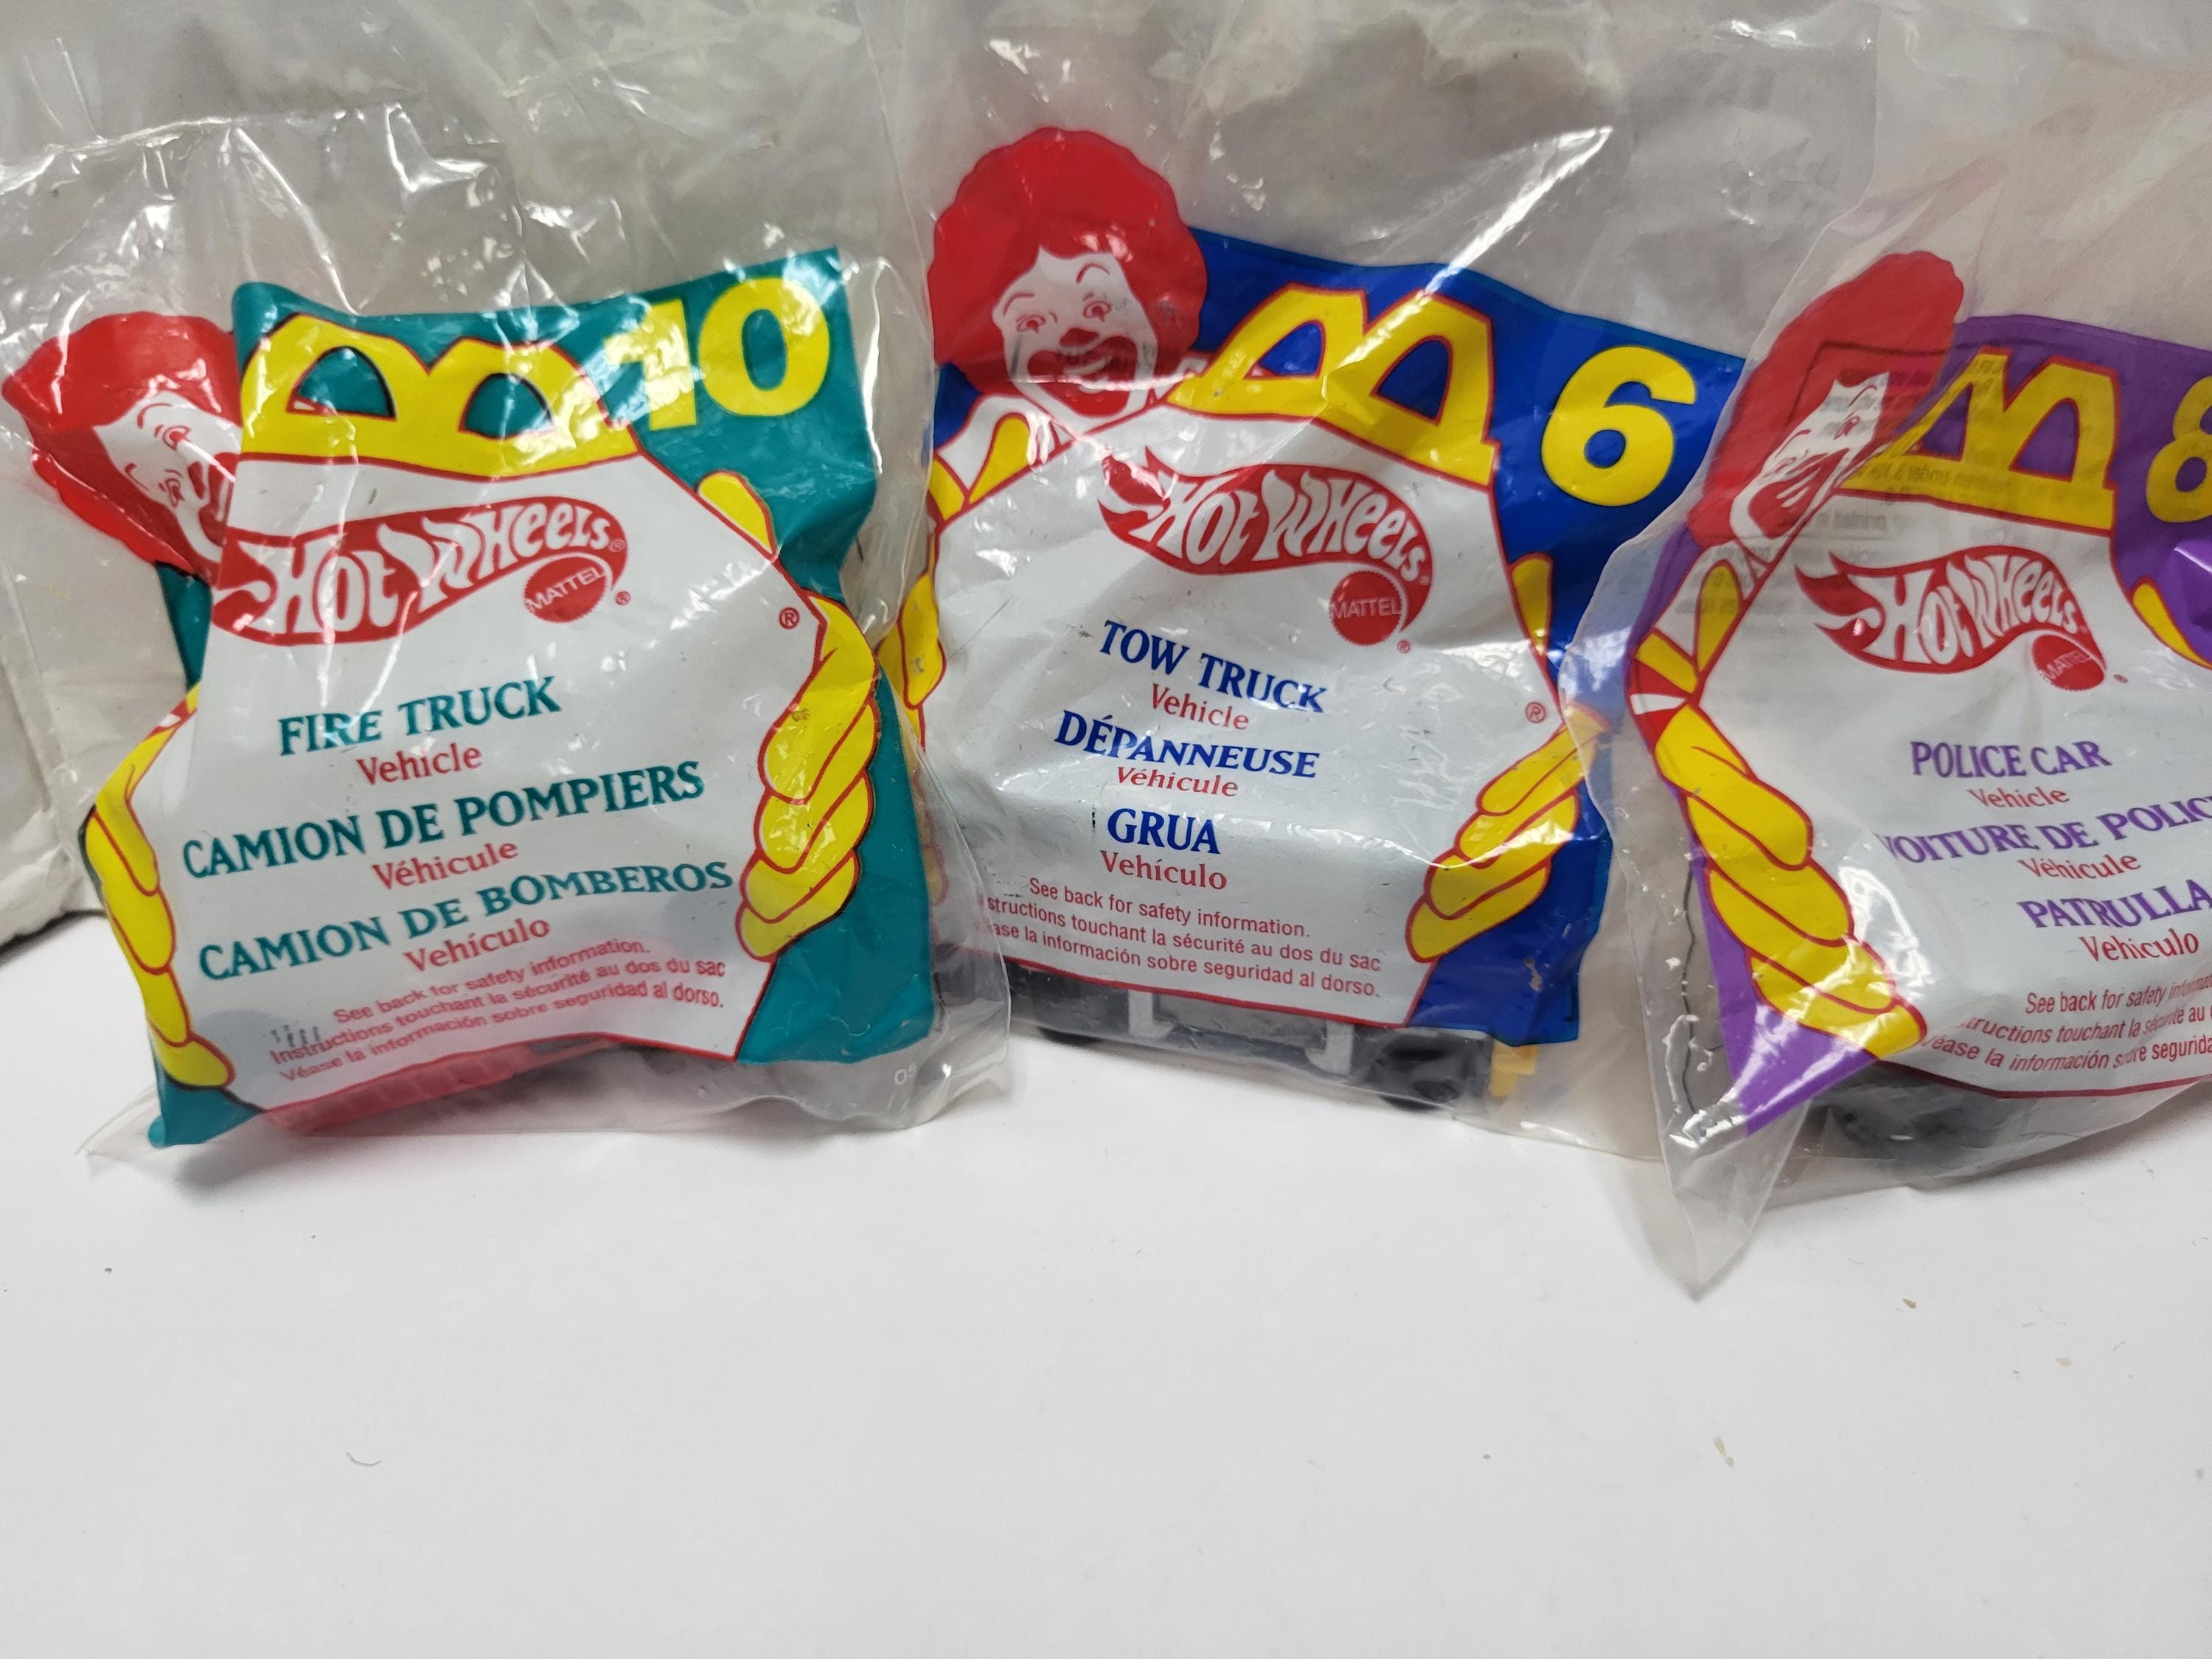 10
Hot Wheels®
MATTEL
®
®
FIRE TRUCK
Vehicle
CAMION DE POMPIERS
Véhicule
CAMION DE BOMBEROS
Vehículo
See back for safety information.
Instructions touchant la sécurité au dos du sac
Véase la información sobre seguridad al dorso.
6
Hot Wheels®
MATTEL
®
®
TOW TRUCK
Vehicle
DÉPANNEUSE
Véhicule
GRUA
Vehículo
See back for safety information.
structions touchant la sécurité au dos du sac
ase la información sobre seguridad al dorso.
8
Hot Wheels
MATTEL
®
POLICE CAR
Vehicle
VOITURE DE POLIC
Véhicule
PATRULLA
Vehículo
See back for safety
tructions touchant la sécurité au
Véase la información sobre segurida